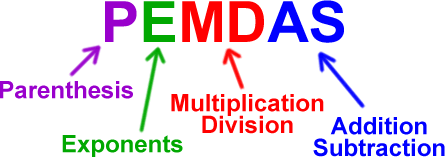 PEMDAS
Parenthesis
Exponents
Multiplication
Division
Addition
Subtraction